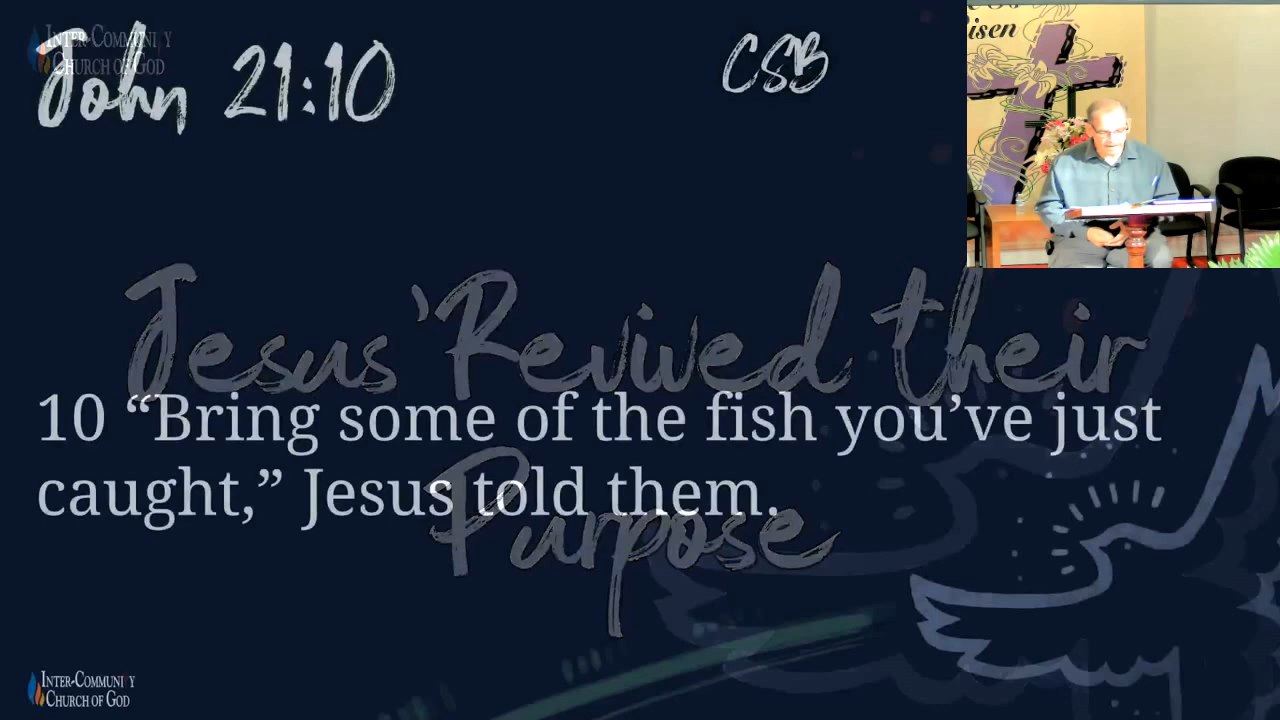 INTER-COMMUNITY
CHURCH OF GOD
John 21:10
CSB
isen
Jesus' Revived their
Purpose
10 “Bring some of the fish you’ve just
caught,” Jesus told them.
INTER-COMMUNITY
CHURCH OF GOD